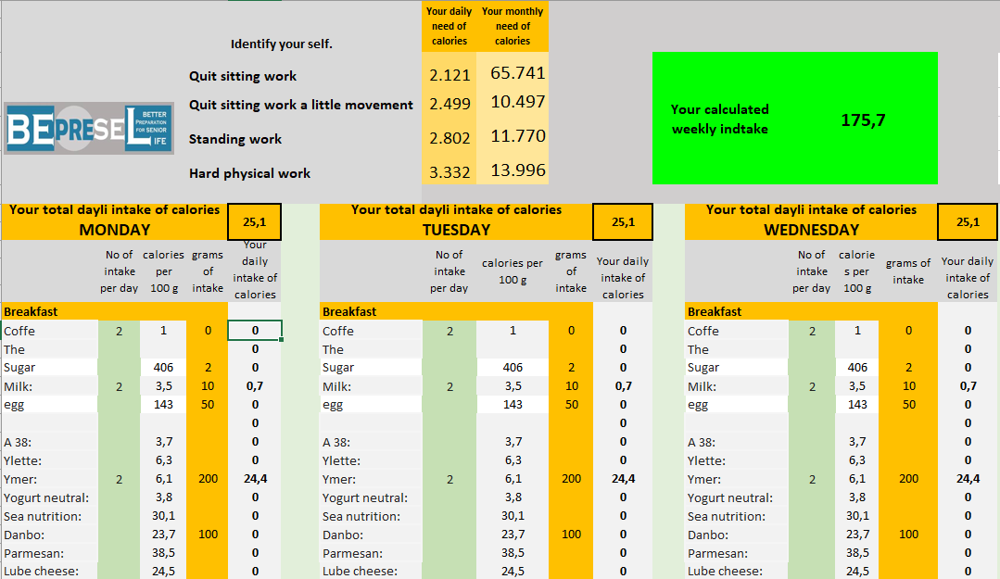 Your daily need of calories Your monthly need of calories
Identify your self.
Quit sitting work 2.121 65.741
Quit sitting work a little movement 2.499 10.497
Standing work 2.802 11.770
Hard physical work 3.332 13.996
BEPRESEL BETTER PREPARATION FOR SENIOR IFE
Your calculated weekly indtake 175,7
Your total dayli intake of calories MONDAY 25,1 Your total dayli intake of calories TUESDAY 25,1 Your total dayli intake of calories WEDNESDAY 25,1
No of intake per day calories per 100 g grams of intake Your daily intake of calories No of intake per day calories per 100 g grams of intake Your daily intake of calories No of intake per day calorie s per 100 g grams of intake Your daily intake of calories
Breakfast Breakfast Breakfast
Coffe 2 1 0 0 Coffe 2 1 0 0 Coffe 2 1 0 0
The 0 The 0 The 0
Sugar 406 2 0 Sugar 406 2 0 Sugar 406 2 0
Milk: 2 3,5 10 0,7 Milk: 2 3,5 10 0,7 Milk: 2 3,5 10 0,7
egg 143 50 0 egg 143 50 0 egg 143 50 0
0 0 0
A 38: 3,7 0 A 38: 3,7 0 A 38: 3,7 0
Ylette: 6,3 0 Ylette: 6,3 0 Ylette: 6,3 0
Ymer: 2 6,1 200 24,4 Ymer: 2 6,1 200 24,4 Ymer: 2 6,1 200 24,4
Yogurt neutral: 3,8 0 Yogurt neutral: 3,8 0 Yogurt neutral: 3,8 0
Sea nutrition: 30,1 0 Sea nutrition: 30,1 0 Sea nutrition: 30,1 0
Danbo: 23,7 100 0 Danbo: 23,7 100 0 Danbo: 23,7 100 0
Parmesan: 38,5 0 Parmesan: 38,5 0 Parmesan: 38,5 0
Lube cheese: 24,5 0 Lube cheese: 24,5 0 Lube cheese: 24,5 0